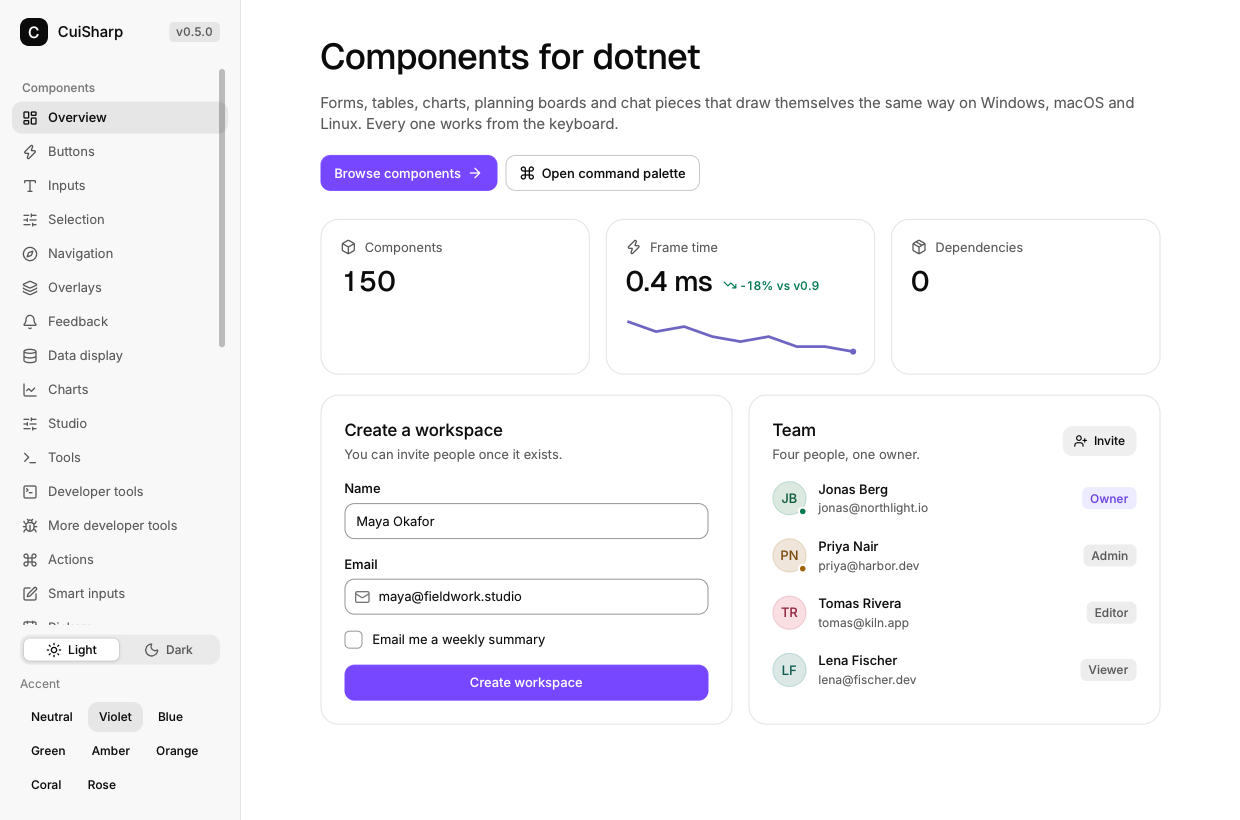 C CuiSharp v0.5.0
Components
Overview
Buttons
Inputs
Selection
Navigation
Overlays
Feedback
Data display
Charts
Studio
Tools
Developer tools
More developer tools
Actions
Smart inputs
Light Dark
Accent
Neutral Violet Blue
Green Amber Orange
Coral Rose
Components for dotnet
Forms, tables, charts, planning boards and chat pieces that draw themselves the same way on Windows, macOS and
Linux. Every one works from the keyboard.
Browse components Open command palette
Components
150
Frame time
0.4 ms -18% vs v0.9
Dependencies
0
Create a workspace
You can invite people once it exists.
Name
Maya Okafor
Email
maya@fieldwork.studio
Email me a weekly summary
Create workspace
Team
Four people, one owner.
Invite
JB Jonas Berg Owner
jonas@northlight.io
PN Priya Nair Admin
priya@harbor.dev
TR Tomas Rivera Editor
tomas@kiln.app
LF Lena Fischer Viewer
lena@fischer.dev